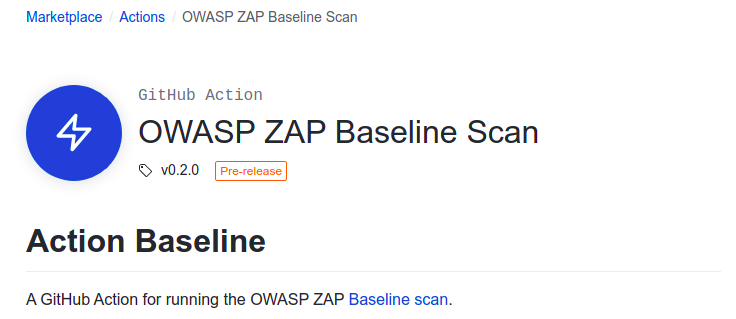 Marketplace / Actions / OWASP ZAP Baseline Scan
GitHub Action
OWASP ZAP Baseline Scan
v0.2.0 Pre-release
Action Baseline
A GitHub Action for running the OWASP ZAP Baseline scan.